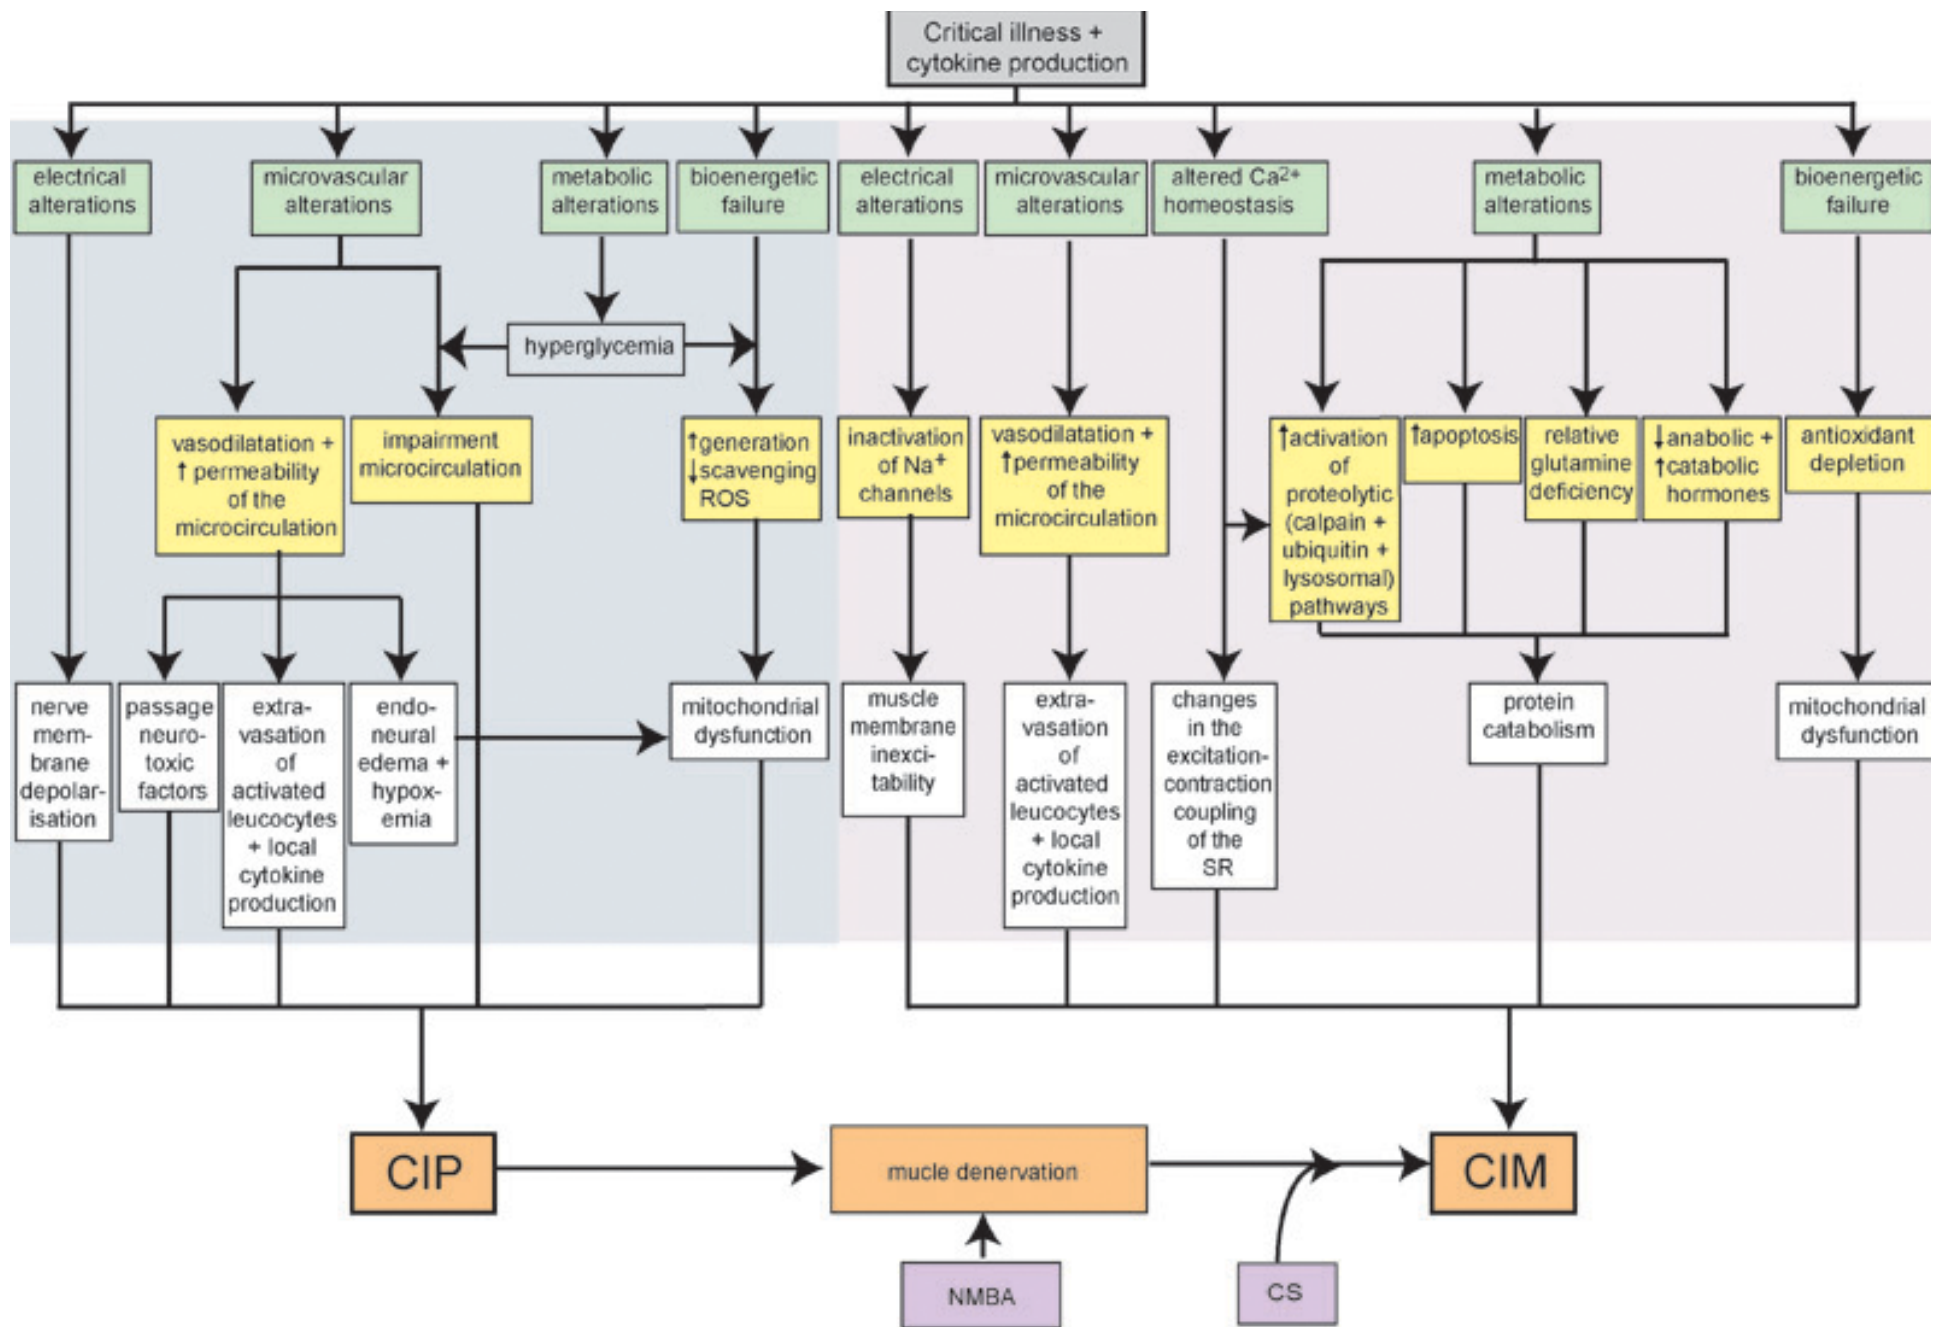 Critical illness +
cytokine production
electrical
alterations
microvascular
alterations
metabolic
alterations
bioenergetic
failure
electrical
alterations
microvascular
alterations
altered Ca²⁺
homeostasis
metabolic
alterations
bioenergetic
failure
hyperglycemia
vasodilatation +
↑ permeability
of the
microcirculation
impairment
microcirculation
↑generation
↓scavenging
ROS
inactivation
of Na⁺
channels
vasodilatation +
↑permeability
of the
microcirculation
↑activation
of
proteolytic
(calpain +
ubiquitin +
lysosomal)
pathways
↑apoptosis
relative
glutamine
deficiency
↓anabolic +
↑catabolic
hormones
antioxidant
depletion
nerve
mem-
brane
depolar-
isation
passage
neuro-
toxic
factors
extra-
vasation
of
activated
leucocytes
+ local
cytokine
production
endo-
neural
edema +
hypox-
emia
mitochondrial
dysfunction
muscle
membrane
inexci-
tability
extra-
vasation
of
activated
leucocytes
+ local
cytokine
production
changes
in the
excitation-
contraction
coupling
of the
SR
protein
catabolism
mitochondrial
dysfunction
CIP
mucle denervation
CIM
NMBA
CS